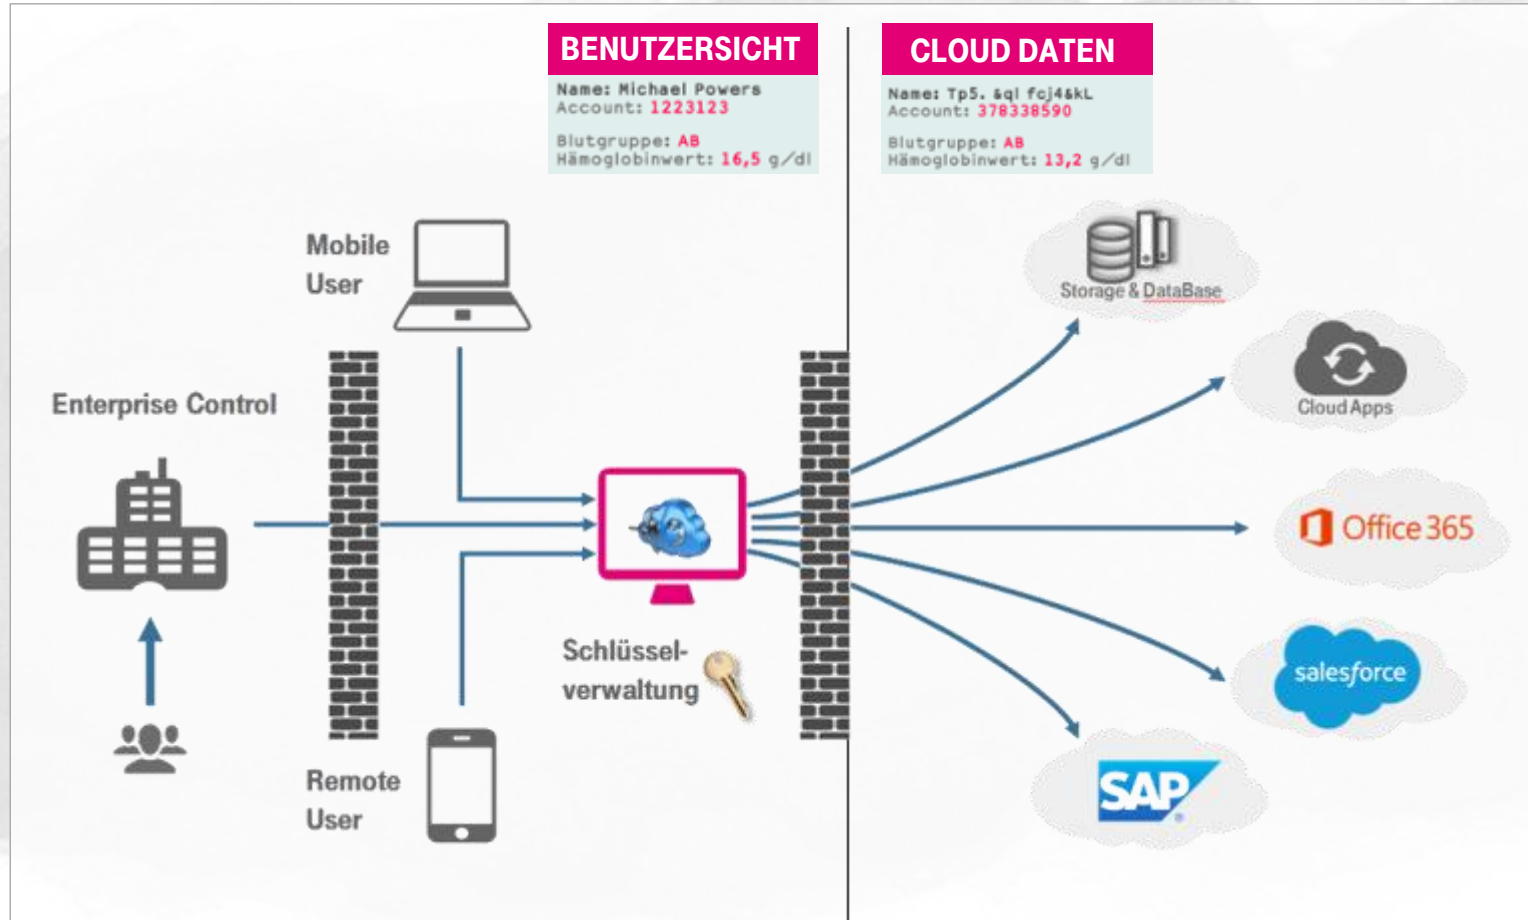 BENUTZERSICHT
Name: Michael Powers
Account: 1223123
Blutgruppe: AB
Hämoglobinwert: 16,5 g/dl
CLOUD DATEN
Name: Tp5. &ql fcj4&kL
Account: 378338590
Blutgruppe: AB
Hämoglobinwert: 13,2 g/dl
Mobile
User
Enterprise Control
Schlüssel-
verwaltung
Remote
User
Storage & DataBase
Cloud Apps
Office 365
salesforce
SAP